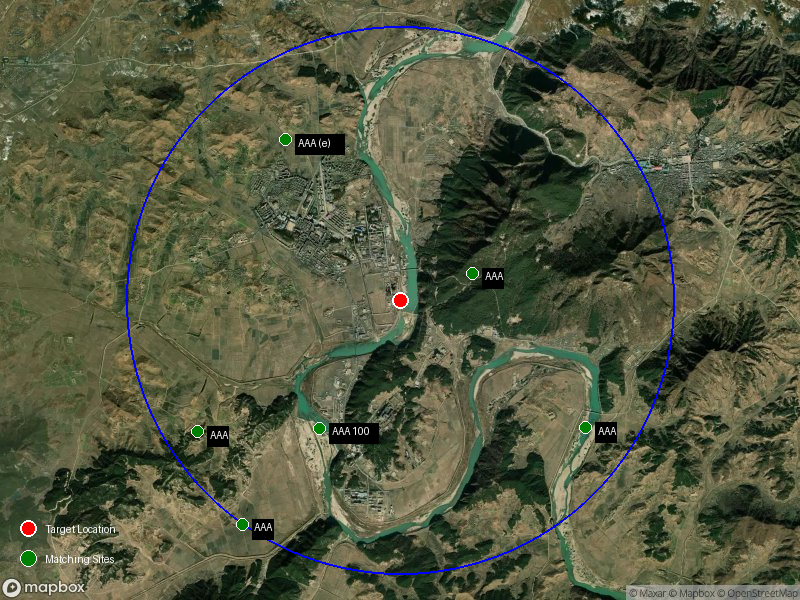 AAA (e)
AAA
AAA 100
AAA
AAA
AAA
Target Location
Matching Sites
mapbox
© Maxar © Mapbox © OpenStreetMap